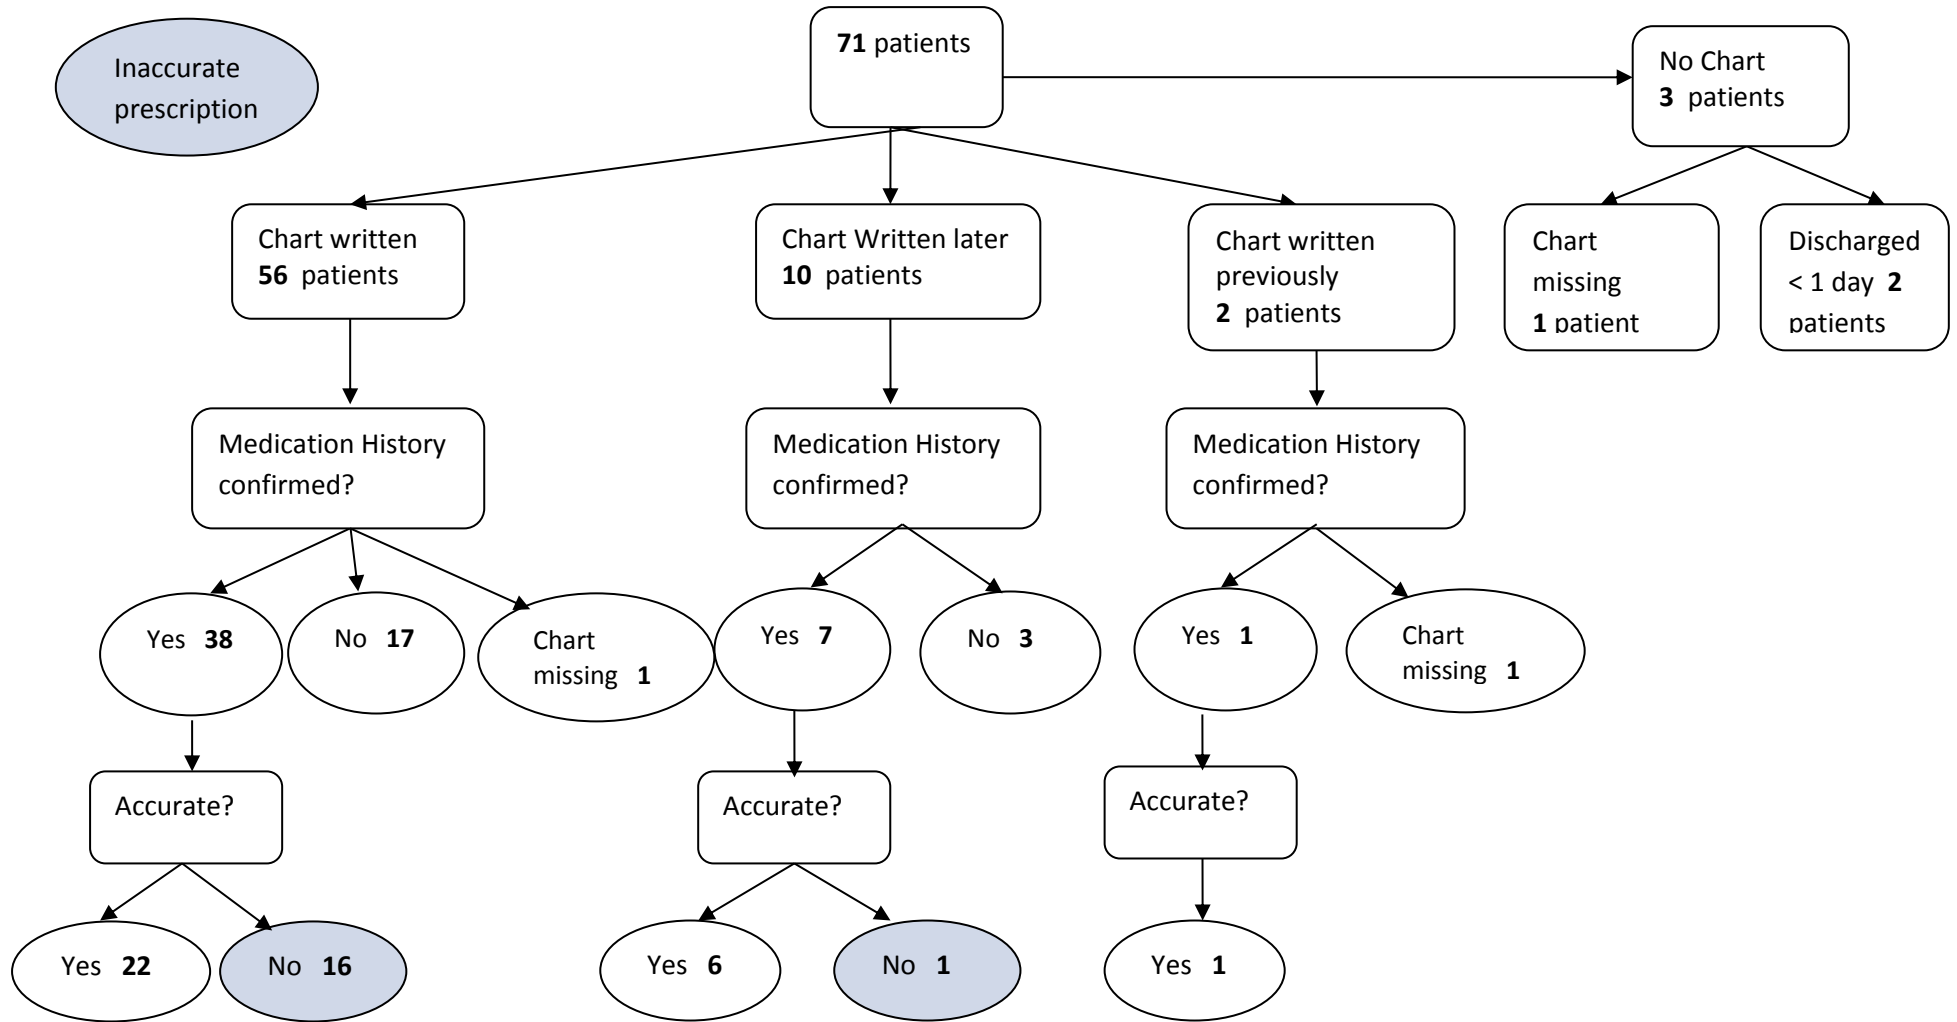 Inaccurate
prescription
71 patients
No Chart
3 patients
Chart written
56 patients
Chart Written later
10 patients
Chart written
previously
2 patients
Chart
missing
1 patient
Discharged
< 1 day 2
patients
Medication History
confirmed?
Medication History
confirmed?
Medication History
confirmed?
Yes 38
No 17
Chart
missing 1
Yes 7
No 3
Yes 1
Chart
missing 1
Accurate?
Accurate?
Accurate?
Yes 22
No 16
Yes 6
No 1
Yes 1